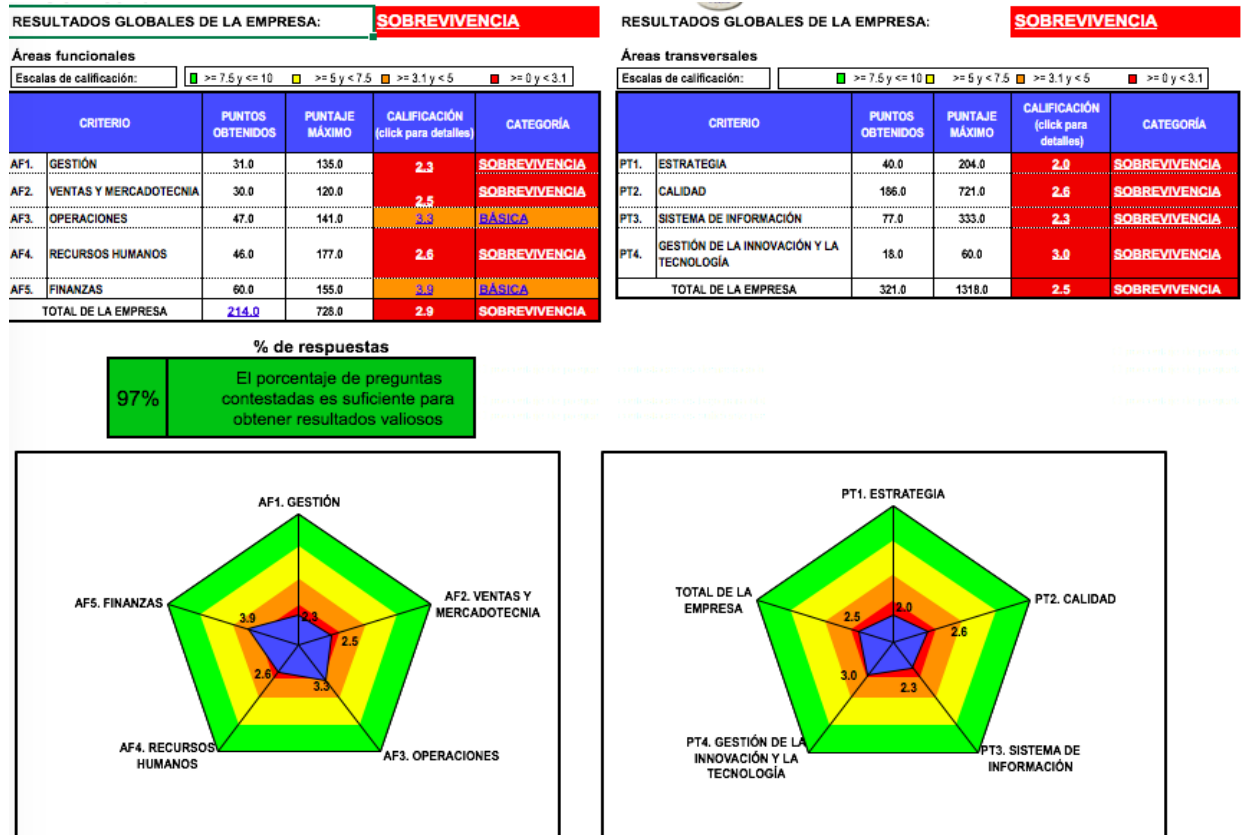 RESULTADOS GLOBALES DE LA EMPRESA: SOBREVIVENCIA
Áreas funcionales
Escalas de calificación: >= 7.5 y <= 10 >= 5 y < 7.5 >= 3.1 y < 5 >= 0 y < 3.1
CRITERIO PUNTOS OBTENIDOS PUNTAJE MÁXIMO CALIFICACIÓN (click para detalles) CATEGORÍA
AF1. GESTIÓN 31.0 135.0 2.3 SOBREVIVENCIA
AF2. VENTAS Y MERCADOTECNIA 30.0 120.0 2.5 SOBREVIVENCIA
AF3. OPERACIONES 47.0 141.0 3.3 BÁSICA
AF4. RECURSOS HUMANOS 46.0 177.0 2.6 SOBREVIVENCIA
AF5. FINANZAS 60.0 155.0 3.9 BÁSICA
TOTAL DE LA EMPRESA 214.0 728.0 2.9 SOBREVIVENCIA
RESULTADOS GLOBALES DE LA EMPRESA: SOBREVIVENCIA
Áreas transversales
Escalas de calificación: >= 7.5 y <= 10 >= 5 y < 7.5 >= 3.1 y < 5 >= 0 y < 3.1
CRITERIO PUNTOS OBTENIDOS PUNTAJE MÁXIMO CALIFICACIÓN (click para detalles) CATEGORÍA
PT1. ESTRATEGIA 40.0 204.0 2.0 SOBREVIVENCIA
PT2. CALIDAD 186.0 721.0 2.6 SOBREVIVENCIA
PT3. SISTEMA DE INFORMACIÓN 77.0 333.0 2.3 SOBREVIVENCIA
PT4. GESTIÓN DE LA INNOVACIÓN Y LA TECNOLOGÍA 18.0 60.0 3.0 SOBREVIVENCIA
TOTAL DE LA EMPRESA 321.0 1318.0 2.5 SOBREVIVENCIA
% de respuestas
97%
El porcentaje de preguntas
contestadas es suficiente para
obtener resultados valiosos
AF1. GESTIÓN
AF2. VENTAS Y
MERCADOTECNIA
AF3. OPERACIONES
AF4. RECURSOS
HUMANOS
AF5. FINANZAS
2.3
2.5
3.3
2.6
3.9
PT1. ESTRATEGIA
PT2. CALIDAD
PT3. SISTEMA DE
INFORMACIÓN
PT4. GESTIÓN DE LA
INNOVACIÓN Y LA
TECNOLOGÍA
TOTAL DE LA
EMPRESA
2.0
2.6
2.3
3.0
2.5